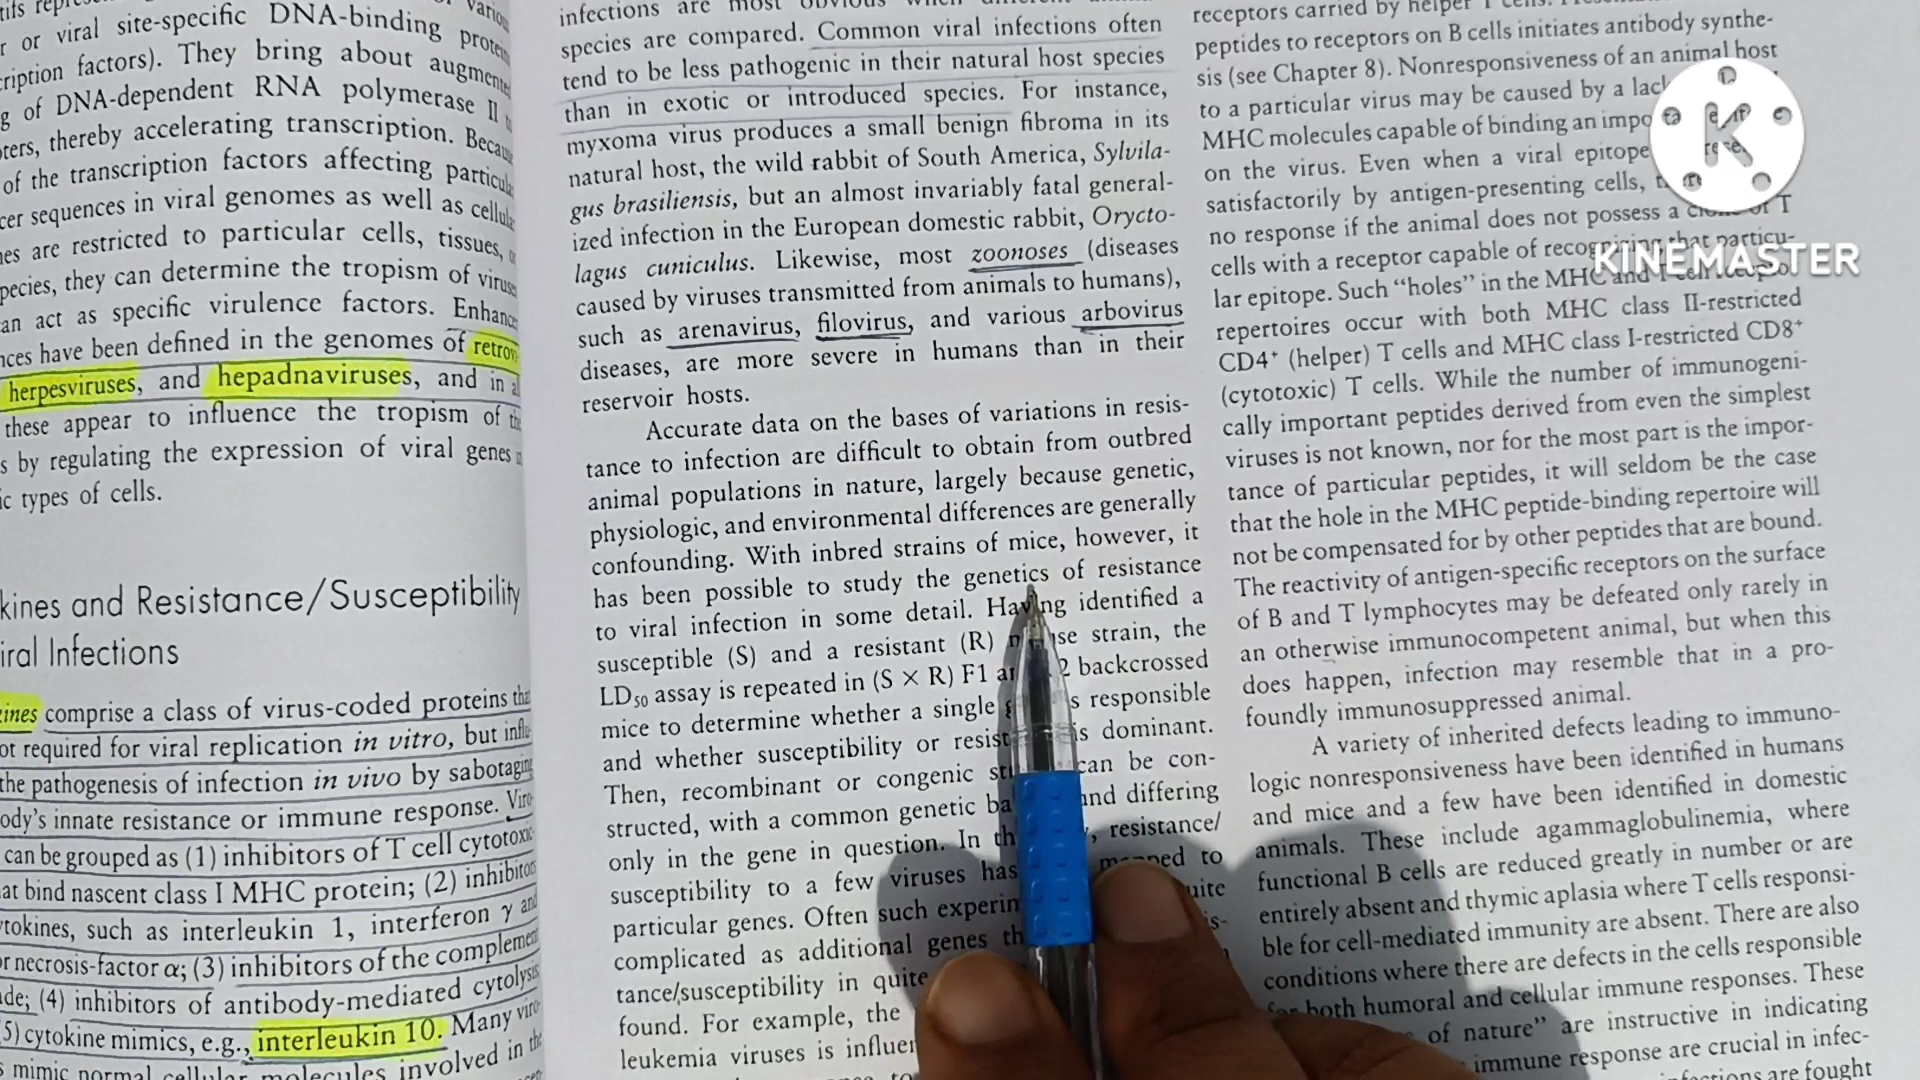 r or viral site-specific DNA-binding protein
cription factors). They bring about augmente
g of DNA-dependent RNA polymerase II
ters, thereby accelerating transcription. Becau
of the transcription factors affecting particul
cer sequences in viral genomes as well as cellula
es are restricted to particular cells, tissues,
pecies, they can determine the tropism of viruse
an act as specific virulence factors. Enhanc
nces have been defined in the genomes of retrov
herpesviruses, and hepadnaviruses, and in a
these appear to influence the tropism of th
s by regulating the expression of viral genes
ic types of cells.
kines and Resistance/Susceptibility
iral Infections
kines comprise a class of virus-coded proteins tha
ot required for viral replication in vitro, but influ
the pathogenesis of infection in vivo by sabotaging
ody's innate resistance or immune response. Viro
can be grouped as (1) inhibitors of T cell cytotoxic
at bind nascent class I MHC protein; (2) inhibitors
ytokines, such as interleukin 1, interferon γ and
r necrosis-factor α; (3) inhibitors of the complement
ade; (4) inhibitors of antibody-mediated cytolysis;
5) cytokine mimics, e.g., interleukin 10. Many viro
s mimic normal cellular molecules involved in the
infections are most obvious when different
species are compared. Common viral infections often
tend to be less pathogenic in their natural host species
than in exotic or introduced species. For instance,
myxoma virus produces a small benign fibroma in its
natural host, the wild rabbit of South America, Sylvila-
gus brasiliensis, but an almost invariably fatal general-
ized infection in the European domestic rabbit, Orycto-
lagus cuniculus. Likewise, most zoonoses (diseases
caused by viruses transmitted from animals to humans),
such as arenavirus, filovirus, and various arbovirus
diseases, are more severe in humans than in their
reservoir hosts.
Accurate data on the bases of variations in resis-
tance to infection are difficult to obtain from outbred
animal populations in nature, largely because genetic,
physiologic, and environmental differences are generally
confounding. With inbred strains of mice, however, it
has been possible to study the genetics of resistance
to viral infection in some detail. Having identified a
susceptible (S) and a resistant (R) mouse strain, the
LD50 assay is repeated in (S × R) F1 2 backcrossed
mice to determine whether a single responsible
and whether susceptibility or resist is dominant.
Then, recombinant or congenic st can be con-
structed, with a common genetic ba and differing
only in the gene in question. In th resistance/
susceptibility to a few viruses has mapped to
particular genes. Often such experim quite
complicated as additional genes th is-
tance/susceptibility in quite
found. For example, the
leukemia viruses is influen
receptors carried by helper T cells.
peptides to receptors on B cells initiates antibody synthe-
sis (see Chapter 8). Nonresponsiveness of an animal host
to a particular virus may be caused by a lack
MHC molecules capable of binding an impo
on the virus. Even when a viral epitope
satisfactorily by antigen-presenting cells,
no response if the animal does not possess a clone of T
cells with a receptor capable of recognizing that particu-
lar epitope. Such "holes" in the MHC and T cell
repertoires occur with both MHC class II-restricted
CD4+ (helper) T cells and MHC class I-restricted CD8+
(cytotoxic) T cells. While the number of immunogeni-
cally important peptides derived from even the simplest
viruses is not known, nor for the most part is the impor-
tance of particular peptides, it will seldom be the case
that the hole in the MHC peptide-binding repertoire will
not be compensated for by other peptides that are bound.
The reactivity of antigen-specific receptors on the surface
of B and T lymphocytes may be defeated only rarely in
an otherwise immunocompetent animal, but when this
does happen, infection may resemble that in a pro-
foundly immunosuppressed animal.
A variety of inherited defects leading to immuno-
logic nonresponsiveness have been identified in humans
and mice and a few have been identified in domestic
animals. These include agammaglobulinemia, where
functional B cells are reduced greatly in number or are
entirely absent and thymic aplasia where T cells responsi-
ble for cell-mediated immunity are absent. There are also
conditions where there are defects in the cells responsible
for both humoral and cellular immune responses. These
of nature" are instructive in indicating
immune response are crucial in infec-
are fought
K
KINEMASTER